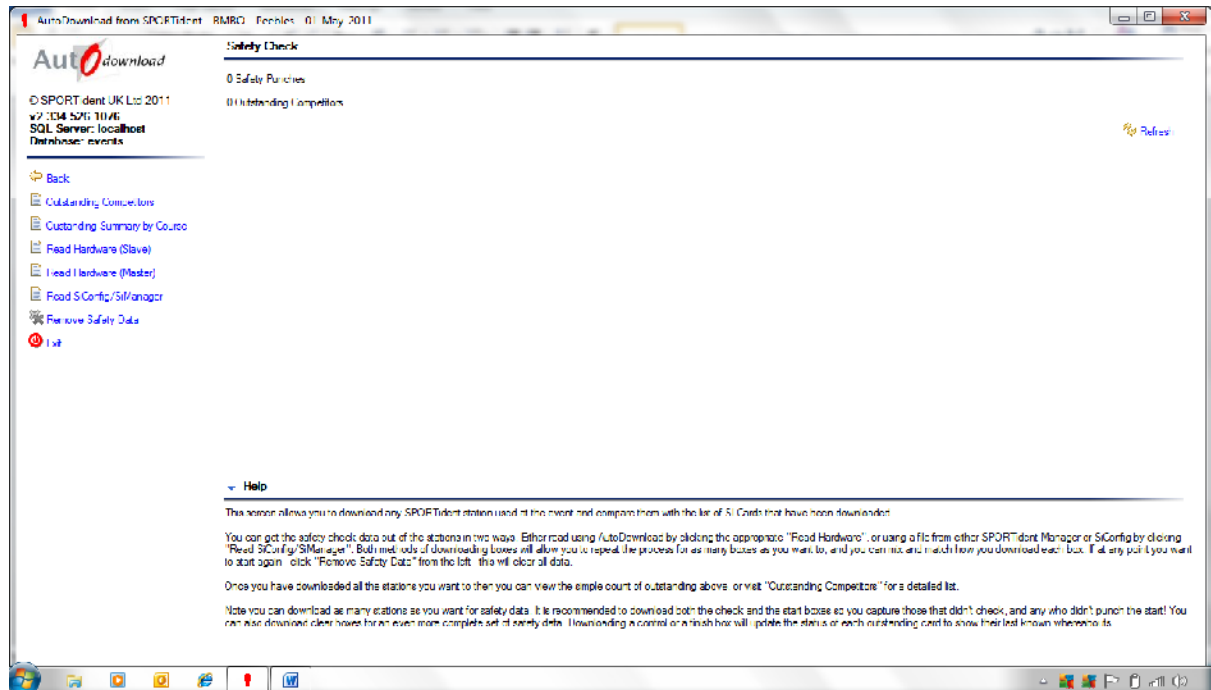 AutoDownload from SPORTident - BMBO - Peebles - 01 May 2011
AutOdownload
© SPORTident UK Ltd 2011
v2.334.526.1076
SQL Server: localhost
Database: events
Back
Outstanding Competitors
Oustanding Summary by Course
Read Hardware (Slave)
Read Hardware (Master)
Read SiConfig/SiManager
Remove Safety Data
Exit
Safety Check
0 Safety Punches
0 Outstanding Competitors
Refresh
Help
This screen allows you to download any SPORTident station used at the event and compare them with the list of SI Cards that have been downloaded.
You can get the safety check data out of the stations in two ways. Either read using AutoDownload by clicking the appropriate "Read Hardware", or using a file from either SPORTident Manager or SiConfig by clicking
"Read SiConfig/SiManager". Both methods of downloading boxes will allow you to repeat the process for as many boxes as you want to, and you can mix and match how you download each box. If at any point you want
to start again - click "Remove Safety Data" from the left - this will clear all data.
Once you have downloaded all the stations you want to then you can view the simple count of outstanding above, or visit "Outstanding Competitors" for a detailed list.
Note you can download as many stations as you want for safety data. It is recommended to download both the check and the start boxes so you capture those that didn't check, and any who didn't punch the start! You
can also download clear boxes for an even more complete set of safety data. Downloading a control or a finish box will update the status of each outstanding card to show their last known whereabouts.